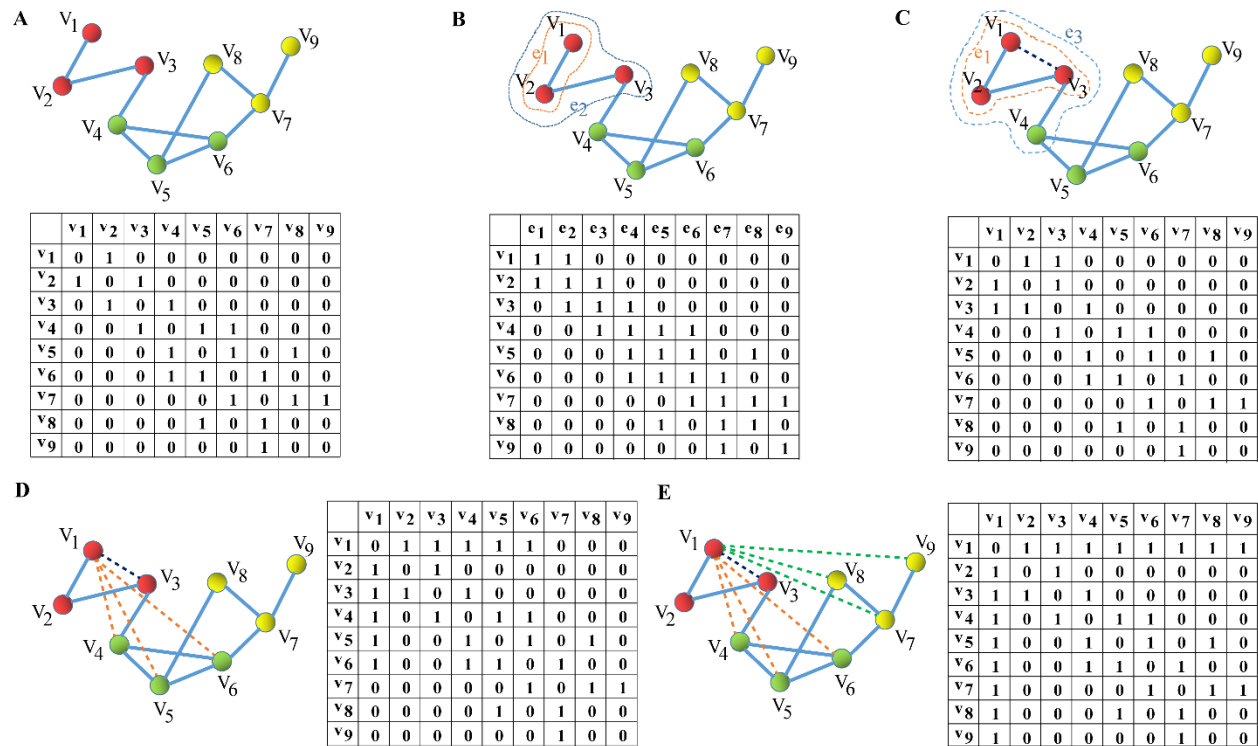 A
V1
V2
V3
V4
V5
V6
V7
V8
V9
v1 v2 v3 v4 v5 v6 v7 v8 v9
v1 0 1 0 0 0 0 0 0 0
v2 1 0 1 0 0 0 0 0 0
v3 0 1 0 1 0 0 0 0 0
v4 0 0 1 0 1 1 0 0 0
v5 0 0 0 1 0 1 0 1 0
v6 0 0 0 1 1 0 1 0 0
v7 0 0 0 0 0 1 0 1 1
v8 0 0 0 0 1 0 1 0 0
v9 0 0 0 0 0 0 1 0 0
B
V1
e1
V2
V3
e2
V4
V5
V6
V7
V8
V9
e1 e2 e3 e4 e5 e6 e7 e8 e9
v1 1 1 0 0 0 0 0 0 0
v2 1 1 1 0 0 0 0 0 0
v3 0 1 1 1 0 0 0 0 0
v4 0 0 1 1 1 1 0 0 0
v5 0 0 0 1 1 1 0 1 0
v6 0 0 0 1 1 1 1 0 0
v7 0 0 0 0 0 1 1 1 1
v8 0 0 0 0 1 0 1 1 0
v9 0 0 0 0 0 0 1 0 1
C
V1
e1
e3
V2
V3
V4
V5
V6
V7
V8
V9
v1 v2 v3 v4 v5 v6 v7 v8 v9
v1 0 1 1 0 0 0 0 0 0
v2 1 0 1 0 0 0 0 0 0
v3 1 1 0 1 0 0 0 0 0
v4 0 0 1 0 1 1 0 0 0
v5 0 0 0 1 0 1 0 1 0
v6 0 0 0 1 1 0 1 0 0
v7 0 0 0 0 0 1 0 1 1
v8 0 0 0 0 1 0 1 0 0
v9 0 0 0 0 0 0 1 0 0
D
V1
V2
V3
V4
V5
V6
V7
V8
V9
v1 v2 v3 v4 v5 v6 v7 v8 v9
v1 0 1 1 1 1 1 0 0 0
v2 1 0 1 0 0 0 0 0 0
v3 1 1 0 1 0 0 0 0 0
v4 1 0 1 0 1 1 0 0 0
v5 1 0 0 1 0 1 0 1 0
v6 1 0 0 1 1 0 1 0 0
v7 0 0 0 0 0 1 0 1 1
v8 0 0 0 0 1 0 1 0 0
v9 0 0 0 0 0 0 1 0 0
E
V1
V2
V3
V4
V5
V6
V7
V8
V9
v1 v2 v3 v4 v5 v6 v7 v8 v9
v1 0 1 1 1 1 1 1 1 1
v2 1 0 1 0 0 0 0 0 0
v3 1 1 0 1 0 0 0 0 0
v4 1 0 1 0 1 1 0 0 0
v5 1 0 0 1 0 1 0 1 0
v6 1 0 0 1 1 0 1 0 0
v7 1 0 0 0 0 1 0 1 1
v8 1 0 0 0 1 0 1 0 0
v9 1 0 0 0 0 0 1 0 0